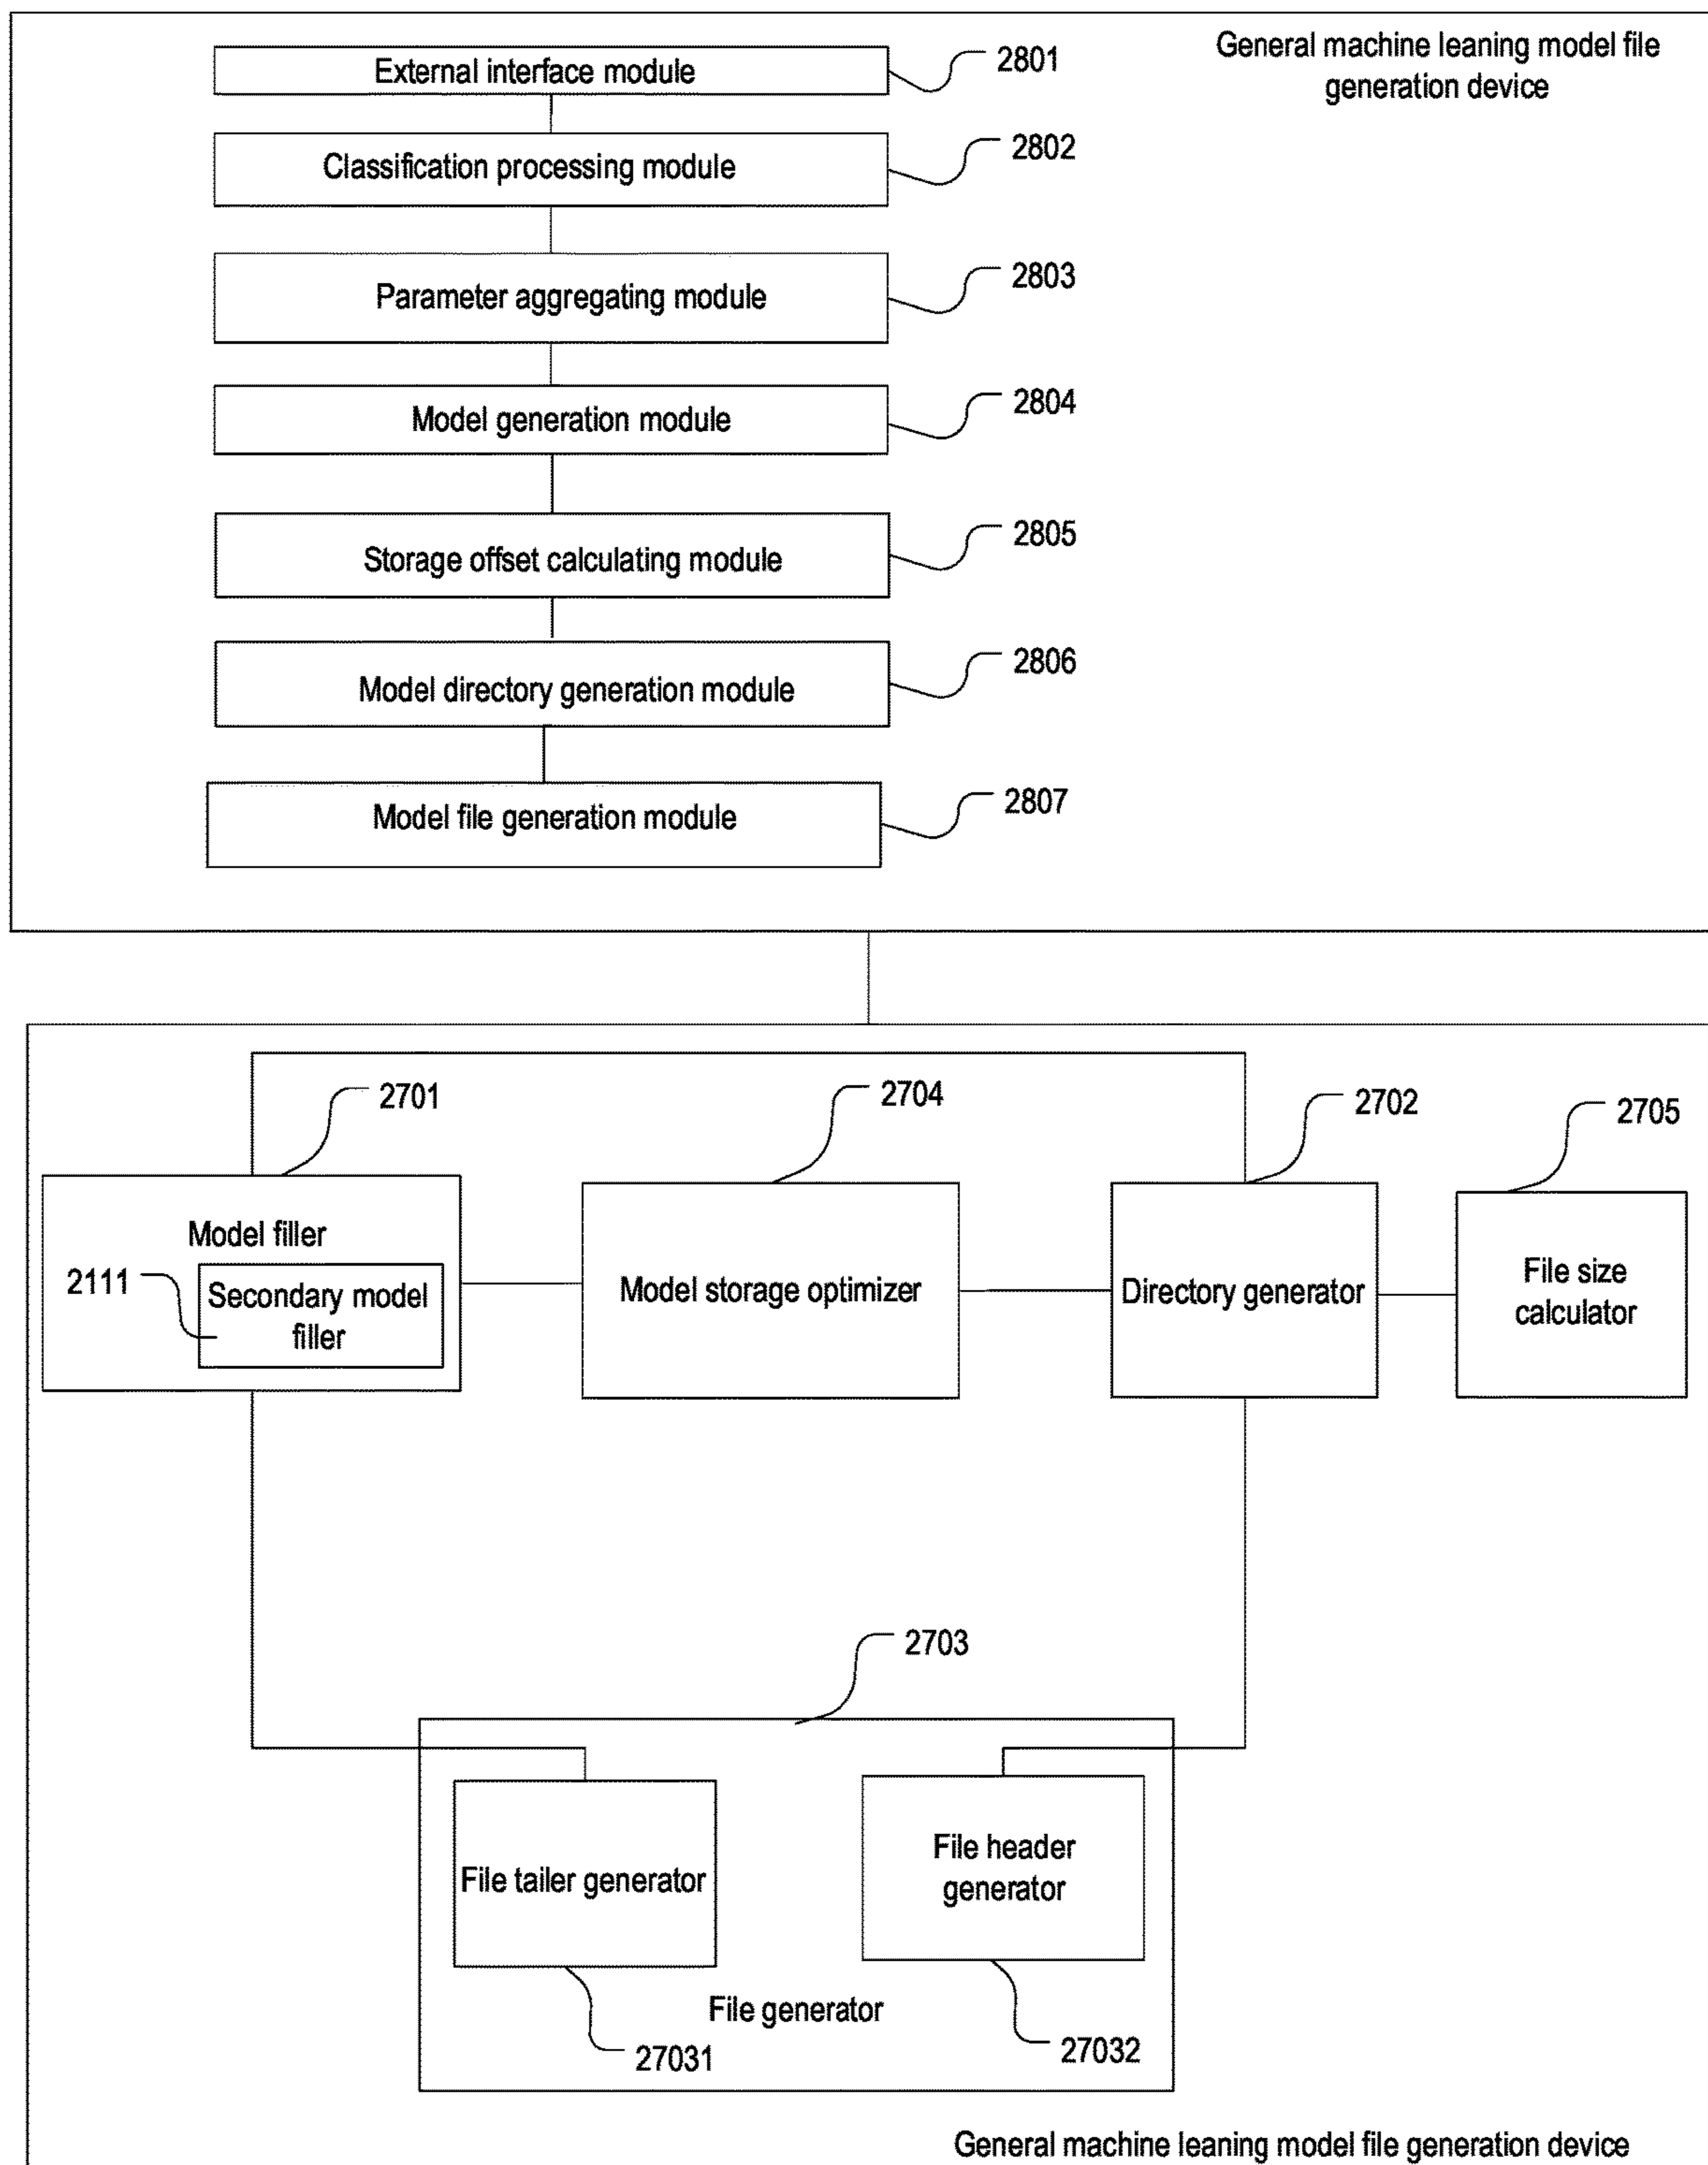 General machine leaning model file
generation device
External interface module
2801
Classification processing module
2802
Parameter aggregating module
2803
Model generation module
2804
Storage offset calculating module
2805
Model directory generation module
2806
Model file generation module
2807
2701
2704
2702
2705
Model filler
2111
Secondary model
filler
Model storage optimizer
Directory generator
File size
calculator
2703
File tailer generator
File header
generator
File generator
27031
27032
General machine leaning model file generation device